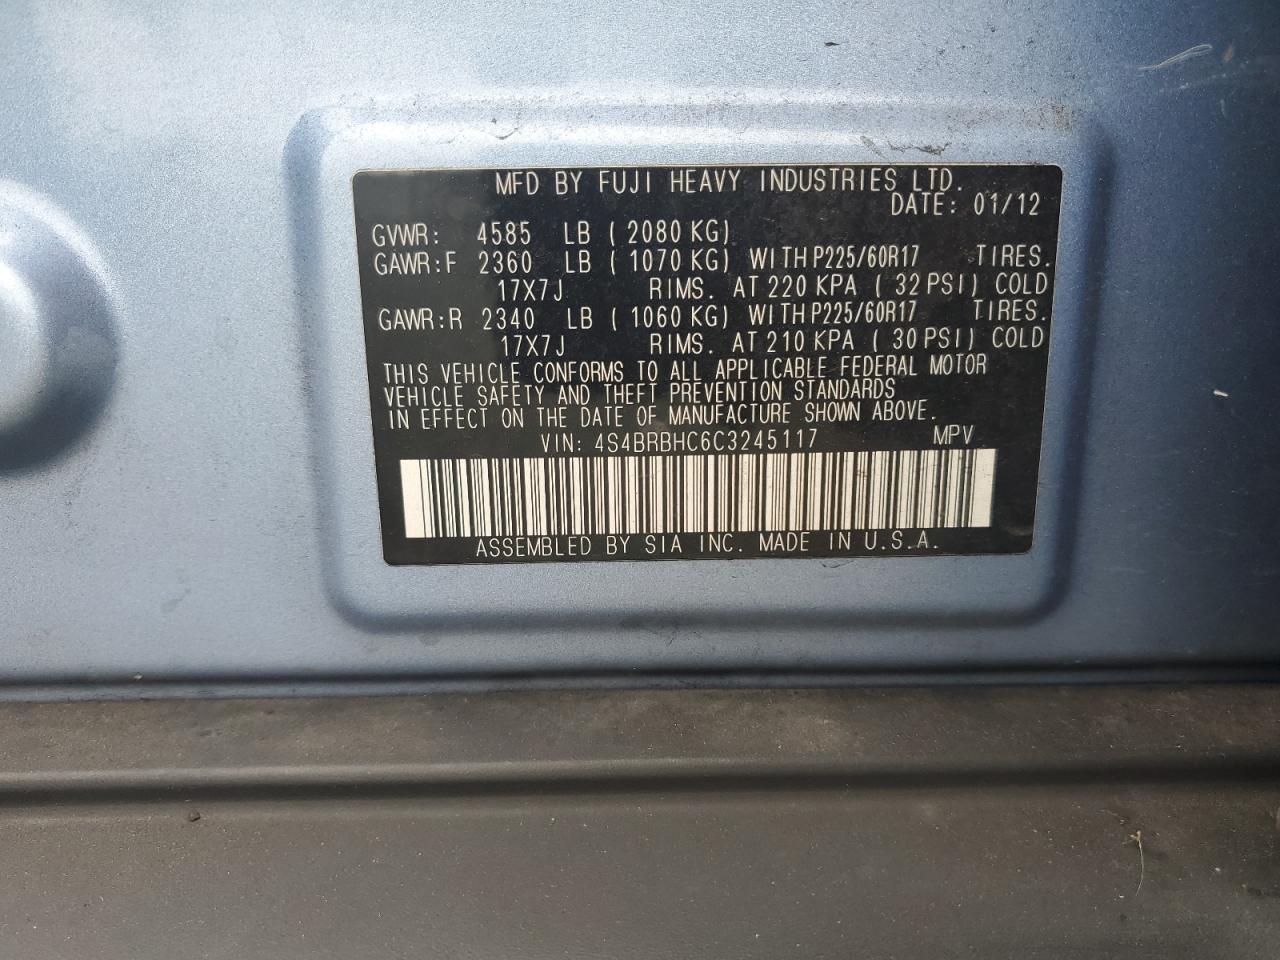 MFD BY FUJI HEAVY INDUSTRIES LTD.
DATE: 01/12
GVWR: 4585 LB ( 2080 KG)
GAWR:F 2360 LB ( 1070 KG) WITH P225/60R17 TIRES.
17X7J RIMS. AT 220 KPA ( 32 PSI) COLD
GAWR:R 2340 LB ( 1060 KG) WITH P225/60R17 TIRES.
17X7J RIMS. AT 210 KPA ( 30 PSI) COLD
THIS VEHICLE CONFORMS TO ALL APPLICABLE FEDERAL MOTOR
VEHICLE SAFETY AND THEFT PREVENTION STANDARDS
IN EFFECT ON THE DATE OF MANUFACTURE SHOWN ABOVE.
VIN: 4S4BRBHC6C3245117 MPV
ASSEMBLED BY SIA INC. MADE IN U.S.A.